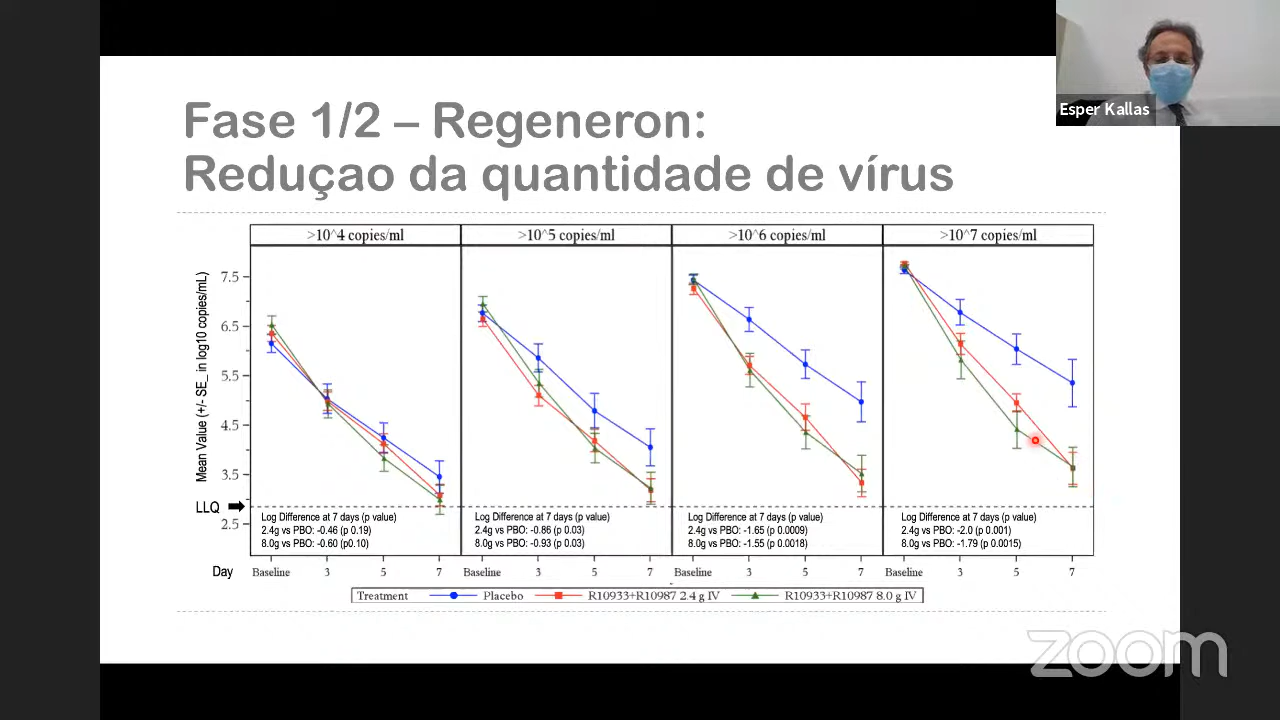 Esper Kallas
Fase 1/2 – Regeneron:
Reduçao da quantidade de vírus
>10^4 copies/ml
>10^5 copies/ml
>10^6 copies/ml
>10^7 copies/ml
Mean Value (+/- SE_ in log10 copies/mL)
7.5
6.5
5.5
4.5
3.5
2.5
LLQ
Log Difference at 7 days (p value)
2.4g vs PBO: -0.46 (p 0.19)
8.0g vs PBO: -0.60 (p0.10)
Log Difference at 7 days (p value)
2.4g vs PBO: -0.86 (p 0.03)
8.0g vs PBO: -0.93 (p 0.03)
Log Difference at 7 days (p value)
2.4g vs PBO: -1.65 (p 0.0009)
8.0g vs PBO: -1.55 (p 0.0018)
Log Difference at 7 days (p value)
2.4g vs PBO: -2.0 (p 0.001)
8.0g vs PBO: -1.79 (p 0.0015)
Day
Baseline 3 5 7
Baseline 3 5 7
Baseline 3 5 7
Baseline 3 5 7
Treatment Placebo R10933+R10987 2.4 g IV R10933+R10987 8.0 g IV
zoom